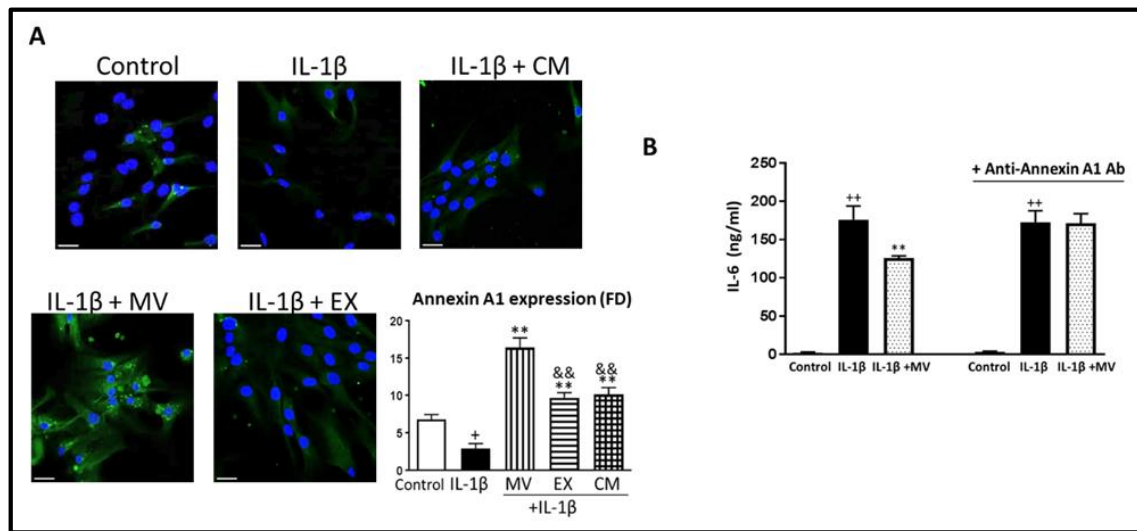 A
Control
IL-1β
IL-1β + CM
IL-1β + MV
IL-1β + EX
Annexin A1 expression (FD)
20
15
10
5
0
**
&&
**
&&
**
+
Control
IL-1β
MV
EX
CM
+IL-1β
B
+ Anti-Annexin A1 Ab
IL-6 (ng/ml)
250
200
150
100
50
0
++
**
++
Control
IL-1β
IL-1β +MV
Control
IL-1β
IL-1β +MV